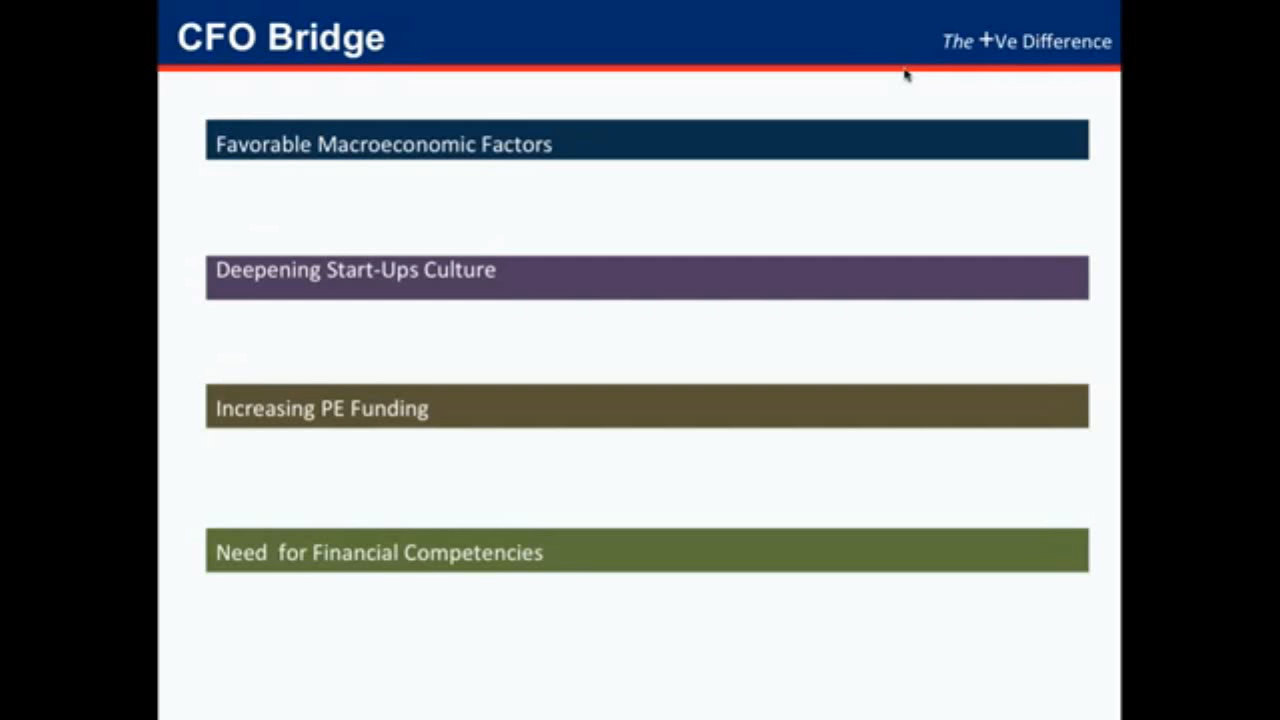 CFO Bridge
The +Ve Difference
Favorable Macroeconomic Factors
Deepening Start-Ups Culture
Increasing PE Funding
Need  for Financial Competencies